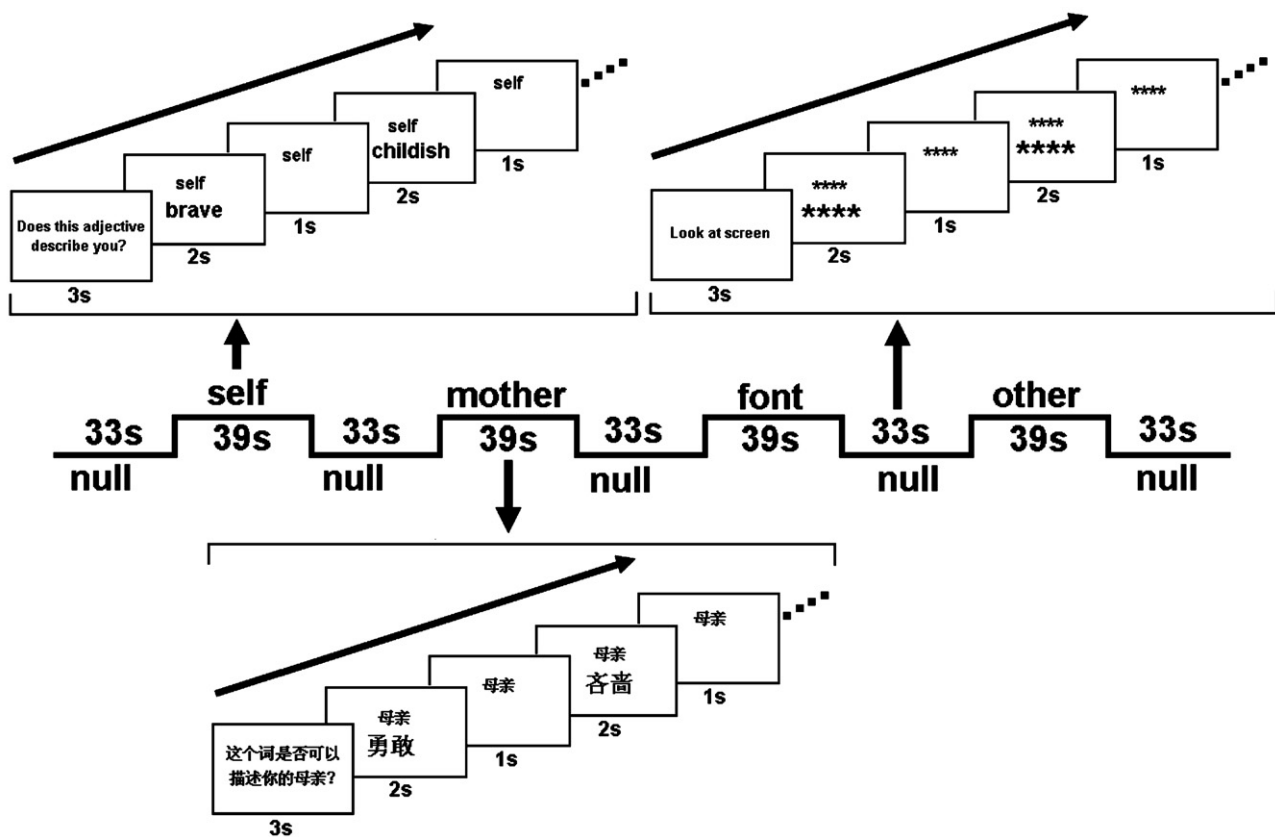 self
self
childish
self
self
brave
Does this adjective
describe you?
1s
2s
1s
2s
3s
****
****
****
****
****
****
Look at screen
1s
2s
1s
2s
3s
self
mother
font
other
33s
39s
33s
39s
33s
39s
33s
39s
33s
null
null
null
null
null
母亲
母亲
吝啬
母亲
母亲
勇敢
这个词是否可以
描述你的母亲?
1s
2s
1s
2s
3s